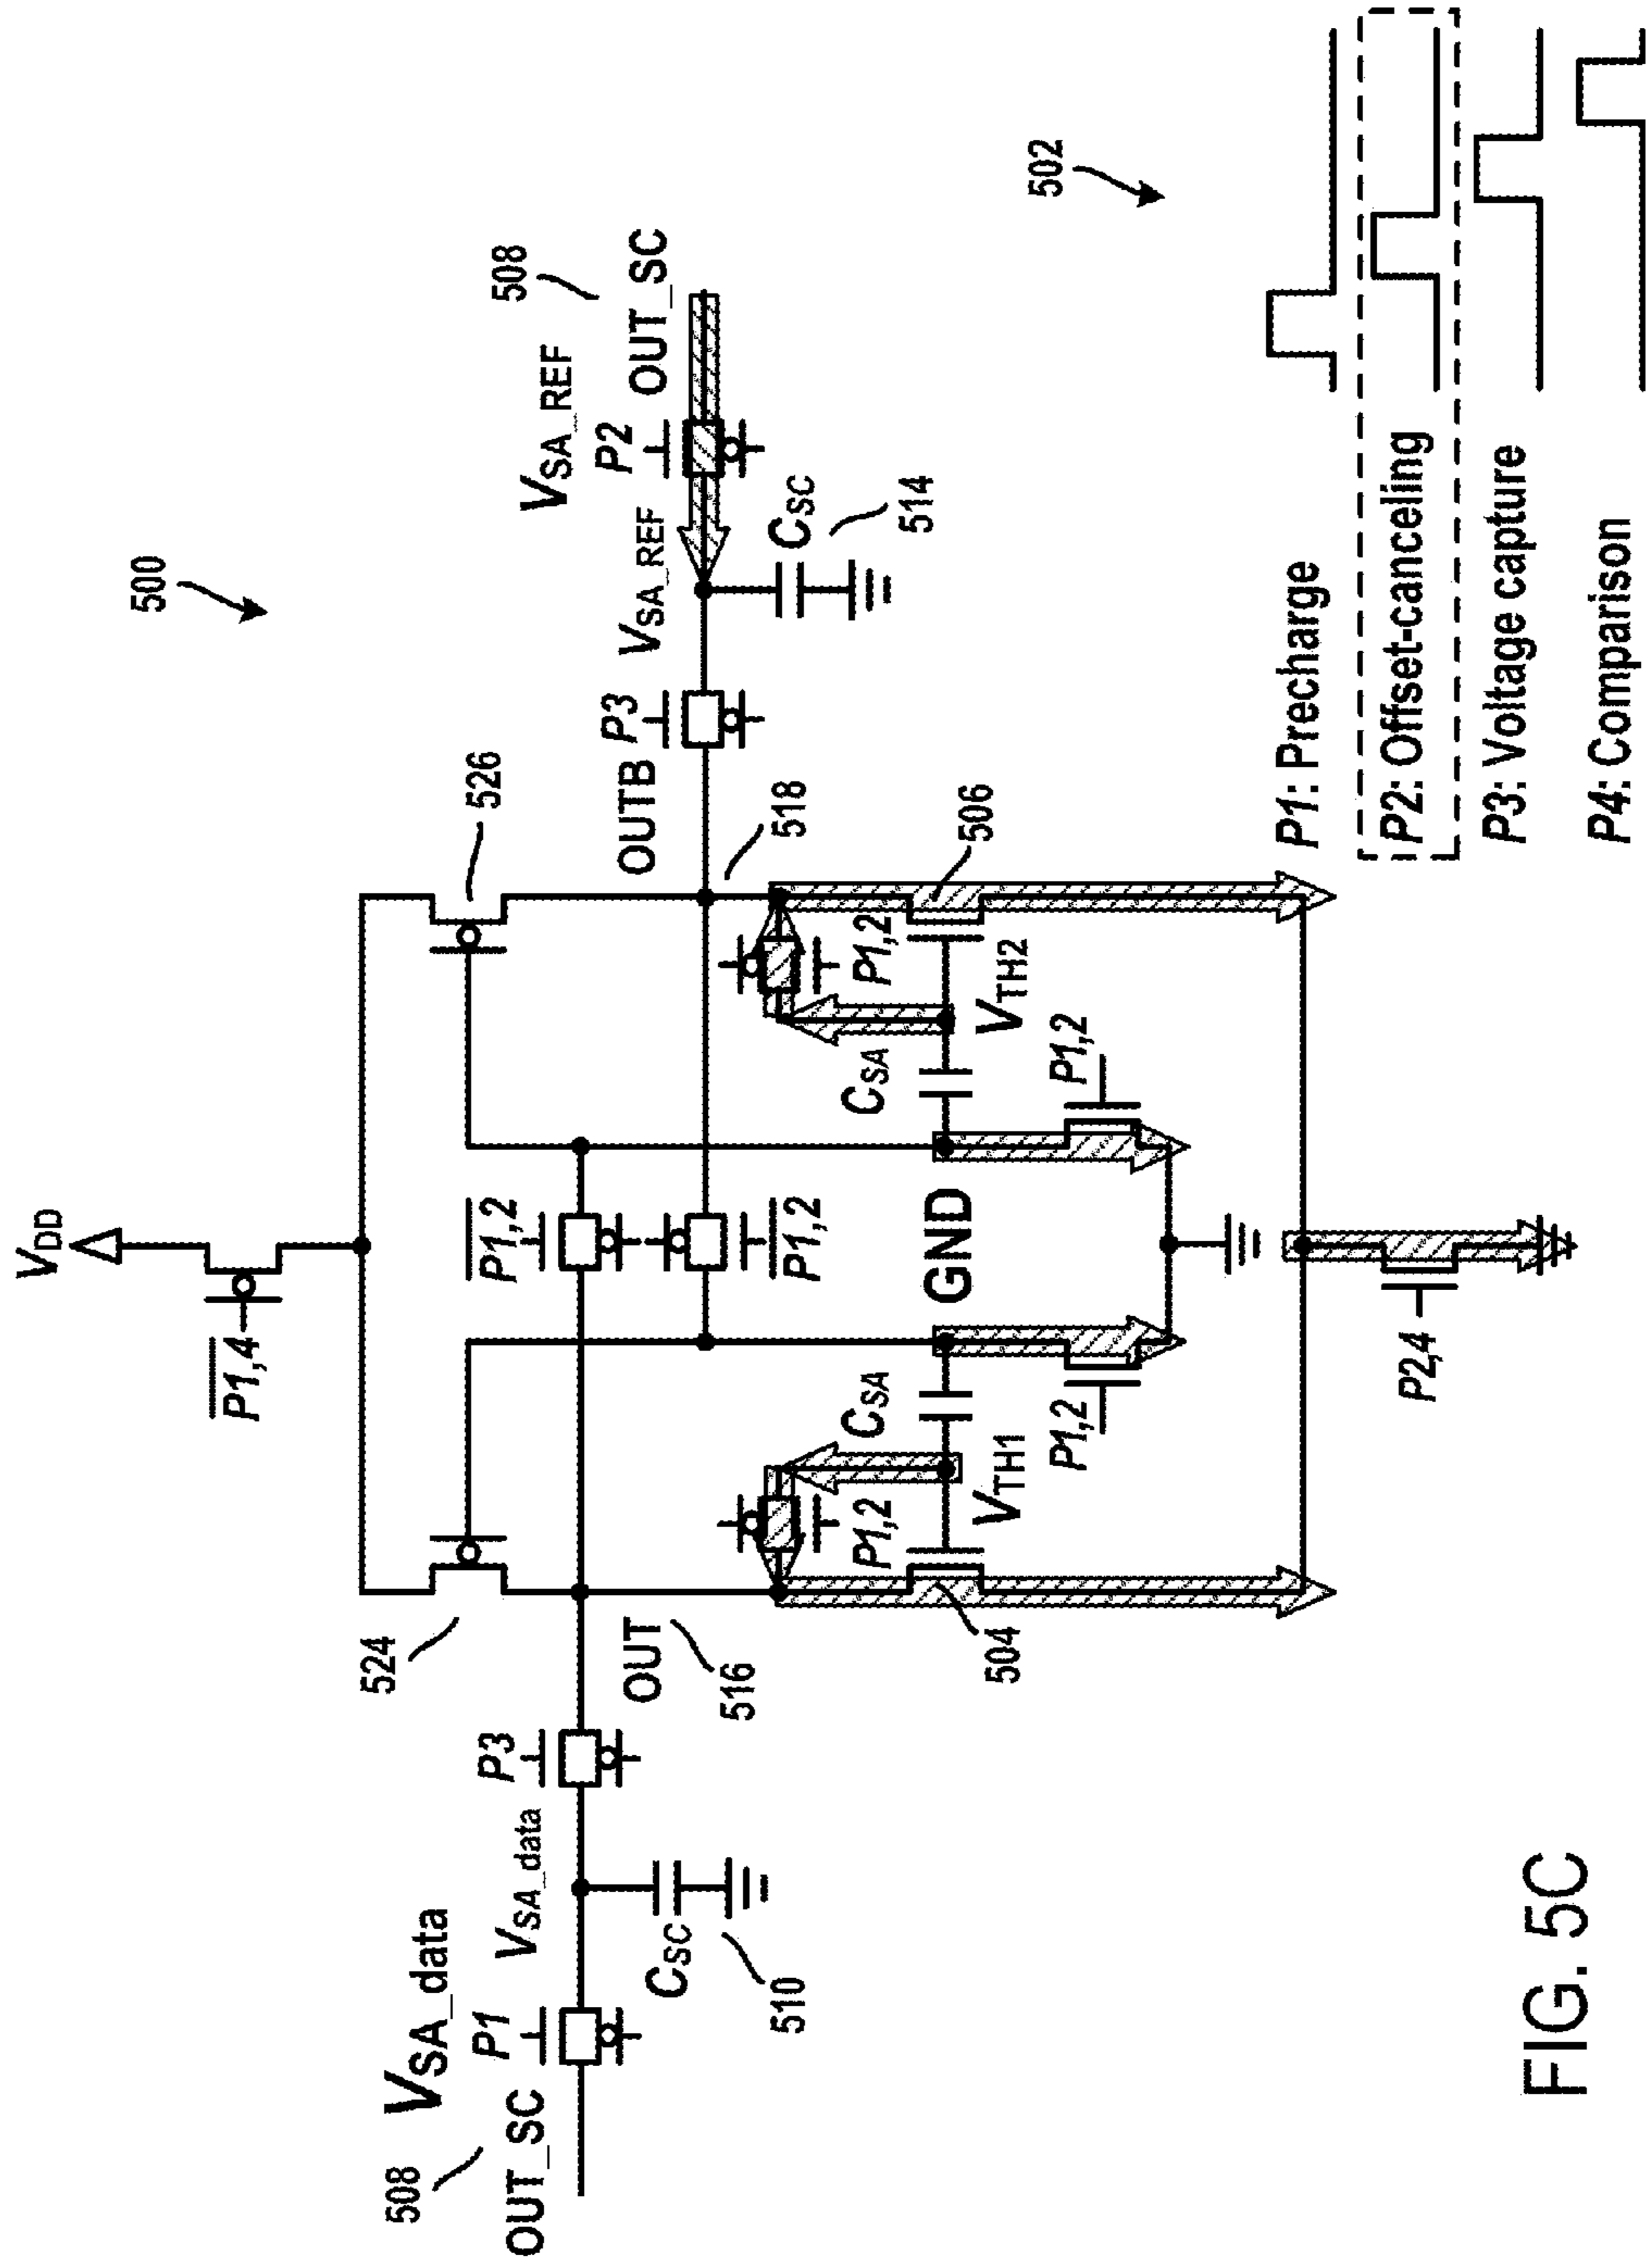 500
V_DD
P1,4
524
526
V_SA_data
508
OUT_SC
P1
V_SA_data
C_SC
510
P3
OUT
516
P1,2
P1,2
OUTB
518
P3
V_SA_REF
V_SA_REF
P2
508
OUT_SC
C_SC
514
P1,2
C_SA
V_TH1
504
GND
P1,2
C_SA
V_TH2
506
P1,2
P1,2
P2,4
502
P1: Precharge
P2: Offset-canceling
P3: Voltage capture
P4: Comparison
FIG. 5C